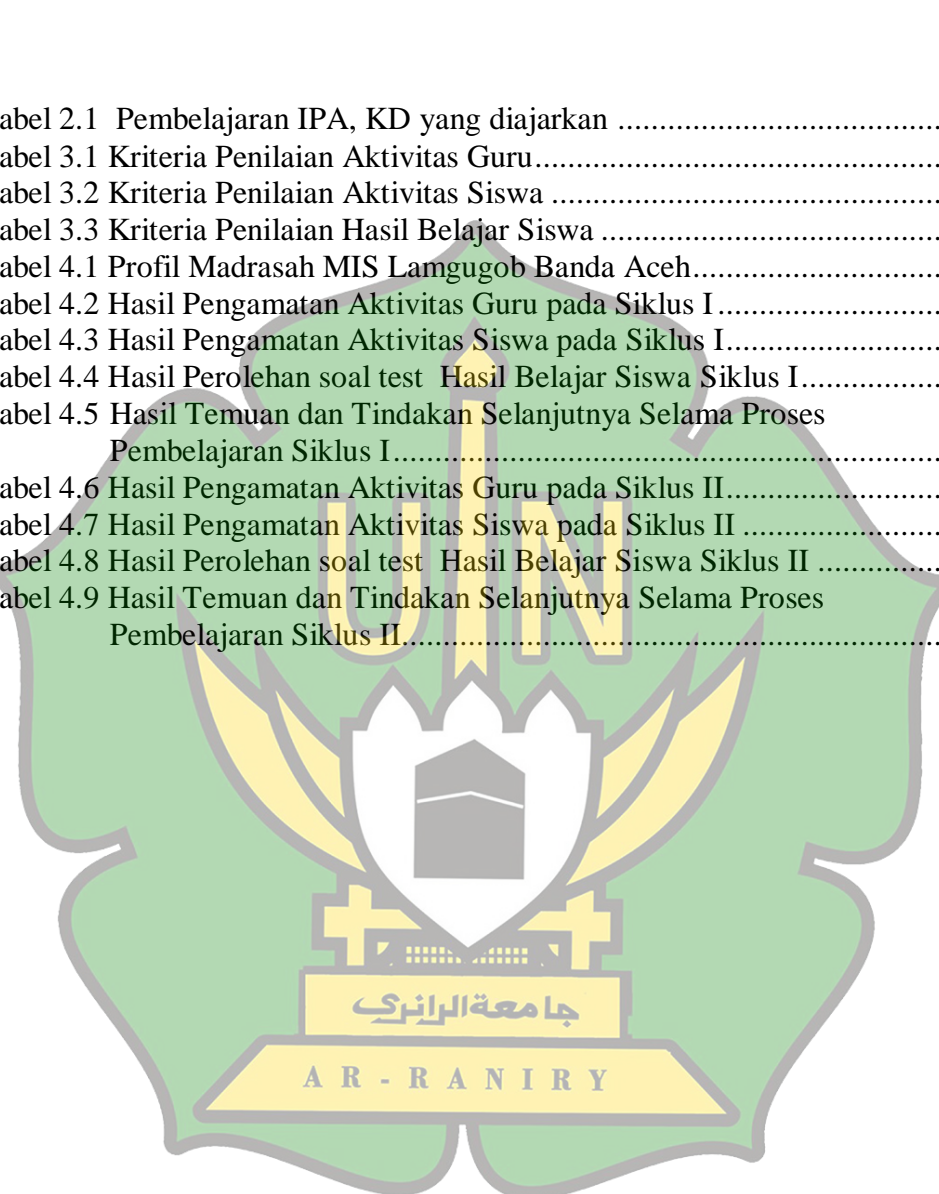 abel 2.1 Pembelajaran IPA, KD yang diajarkan ........................................
abel 3.1 Kriteria Penilaian Aktivitas Guru........................................
abel 3.2 Kriteria Penilaian Aktivitas Siswa ........................................
abel 3.3 Kriteria Penilaian Hasil Belajar Siswa ........................................
abel 4.1 Profil Madrasah MIS Lamgugob Banda Aceh........................................
abel 4.2 Hasil Pengamatan Aktivitas Guru pada Siklus I........................................
abel 4.3 Hasil Pengamatan Aktivitas Siswa pada Siklus I........................................
abel 4.4 Hasil Perolehan soal test Hasil Belajar Siswa Siklus I........................................
abel 4.5 Hasil Temuan dan Tindakan Selanjutnya Selama Proses
Pembelajaran Siklus I........................................
abel 4.6 Hasil Pengamatan Aktivitas Guru pada Siklus II........................................
abel 4.7 Hasil Pengamatan Aktivitas Siswa pada Siklus II ........................................
abel 4.8 Hasil Perolehan soal test Hasil Belajar Siswa Siklus II ........................................
abel 4.9 Hasil Temuan dan Tindakan Selanjutnya Selama Proses
Pembelajaran Siklus II........................................
UIN
جامعة الرانري
AR-RANIRY